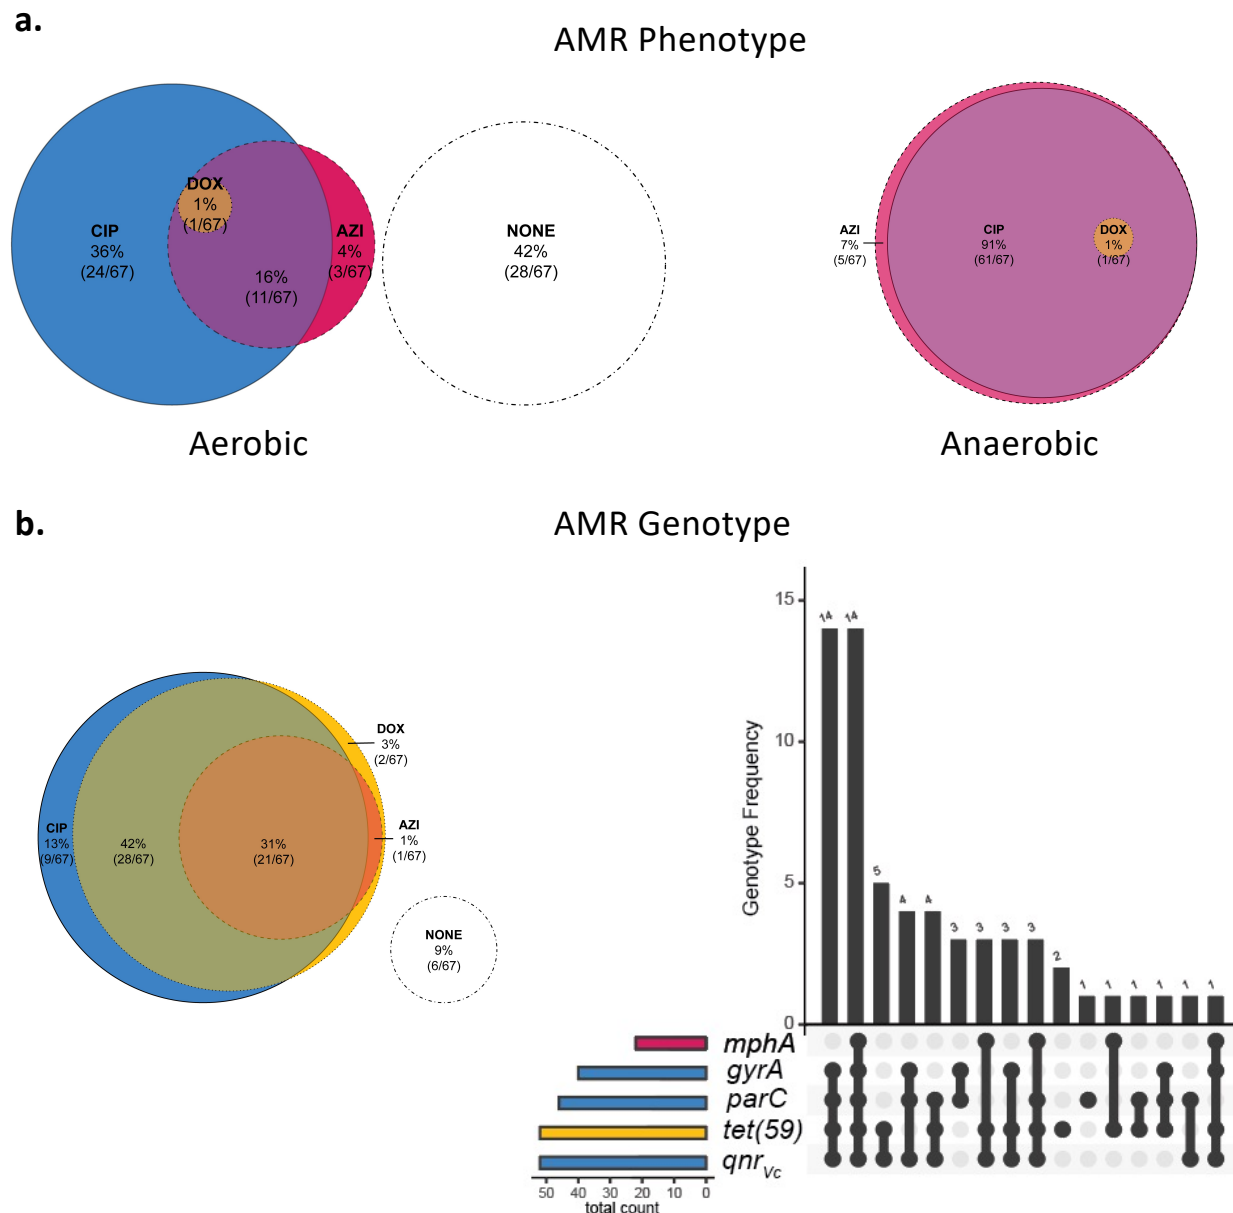 a.
AMR Phenotype
CIP
36%
(24/67)
DOX
1%
(1/67)
16%
(11/67)
AZI
4%
(3/67)
NONE
42%
(28/67)
AZI
7%
(5/67)
CIP
91%
(61/67)
DOX
1%
(1/67)
Aerobic
Anaerobic
b.
AMR Genotype
CIP
13%
(9/67)
42%
(28/67)
31%
(21/67)
DOX
3%
(2/67)
AZI
1%
(1/67)
NONE
9%
(6/67)
Genotype Frequency
15
10
5
0
14
14
5
4
4
3
3
3
3
2
1
1
1
1
1
1
mphA
gyrA
parC
tet(59)
qnrVc
50 40 30 20 10 0
total count